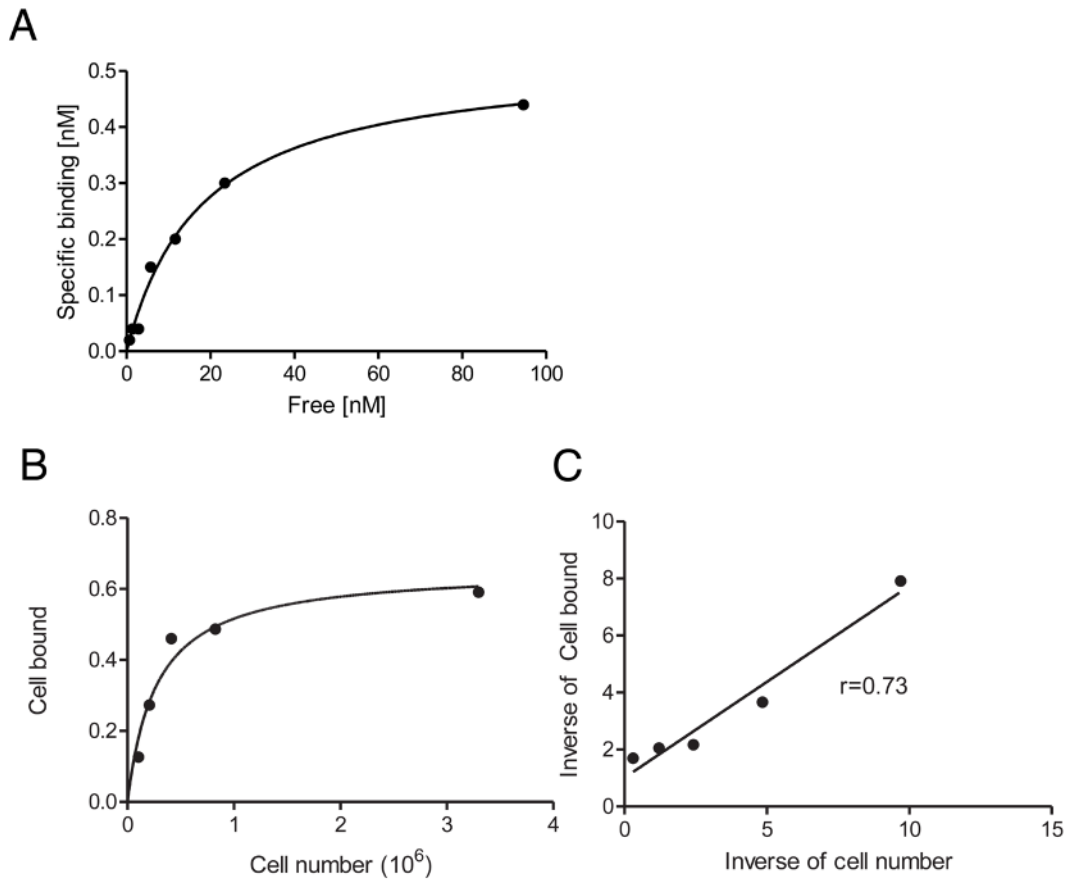 A
Specific binding [nM]
0.5
0.4
0.3
0.2
0.1
0.0
0 20 40 60 80 100
Free [nM]
B
Cell bound
0.8
0.6
0.4
0.2
0.0
0 1 2 3 4
Cell number (10⁶)
C
Inverse of Cell bound
10
8
6
4
2
0
r=0.73
0 5 10 15
Inverse of cell number